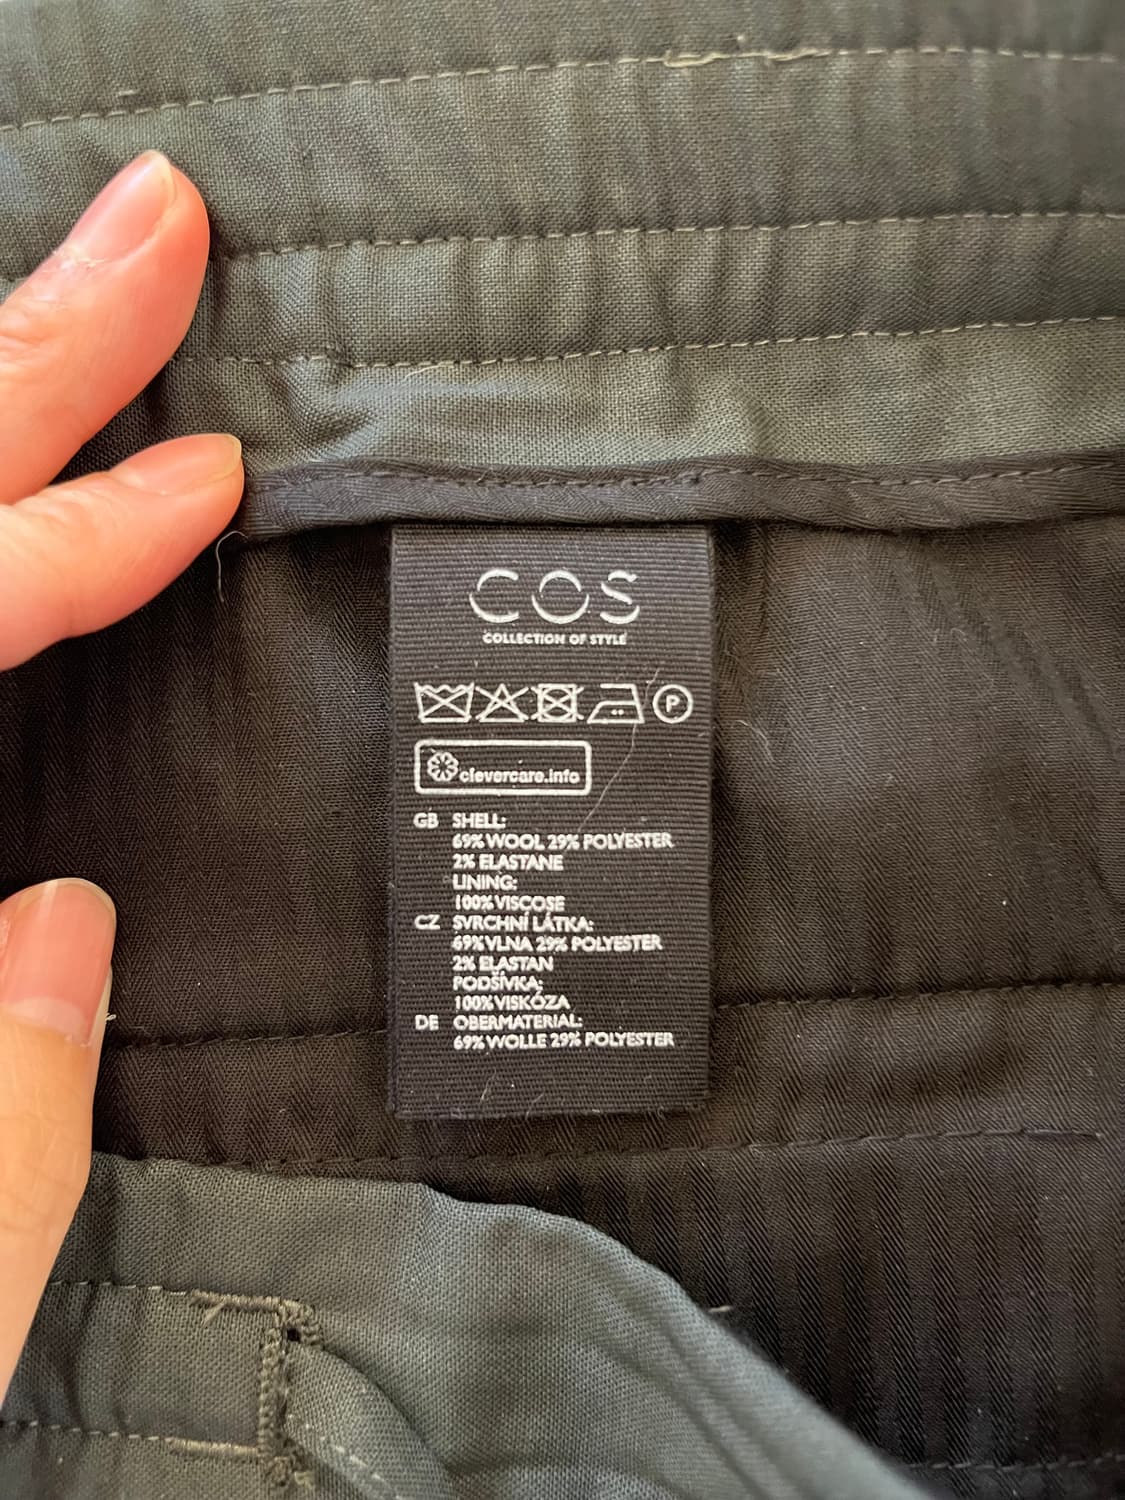 COS
COLLECTION OF STYLE
P
clevercare.info
GB SHELL:
69% WOOL 29% POLYESTER
2% ELASTANE
LINING:
100% VISCOSE
CZ SVRCHNÍ LÁTKA:
69% VLNA 29% POLYESTER
2% ELASTAN
PODŠÍVKA:
100% VISKÓZA
DE OBERMATERIAL:
69% WOLLE 29% POLYESTER